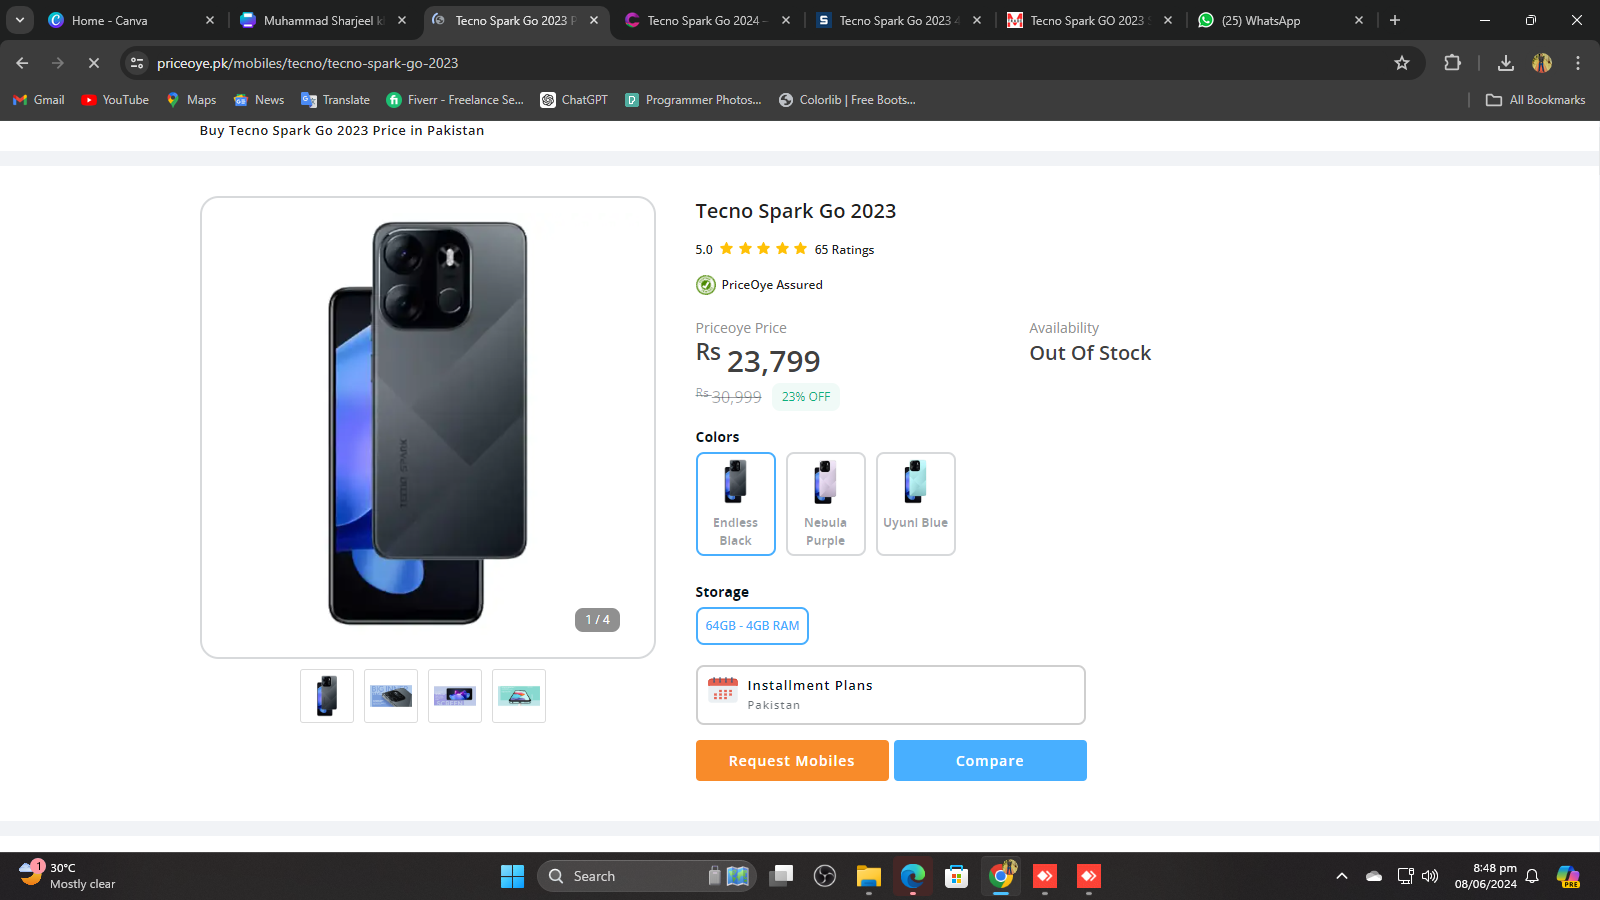 Home - Canva
Muhammad Sharjeel k
Tecno Spark Go 2023 P
Tecno Spark Go 2024 –
Tecno Spark Go 2023 4
Tecno Spark GO 2023
(25) WhatsApp
priceoye.pk/mobiles/tecno/tecno-spark-go-2023
Gmail
YouTube
Maps
News
Translate
Fiverr - Freelance Se...
ChatGPT
Programmer Photos...
Colorlib | Free Boots...
All Bookmarks
Buy Tecno Spark Go 2023 Price in Pakistan
TECNO SPARK
1 / 4
Tecno Spark Go 2023
5.0
65 Ratings
PriceOye Assured
Priceoye Price
Rs 23,799
Rs 30,999
23% OFF
Availability
Out Of Stock
Colors
Endless
Black
Nebula
Purple
Uyuni Blue
Storage
64GB - 4GB RAM
Installment Plans
Pakistan
Request Mobiles
Compare
1
30°C
Mostly clear
Search
8:48 pm
08/06/2024
PRE